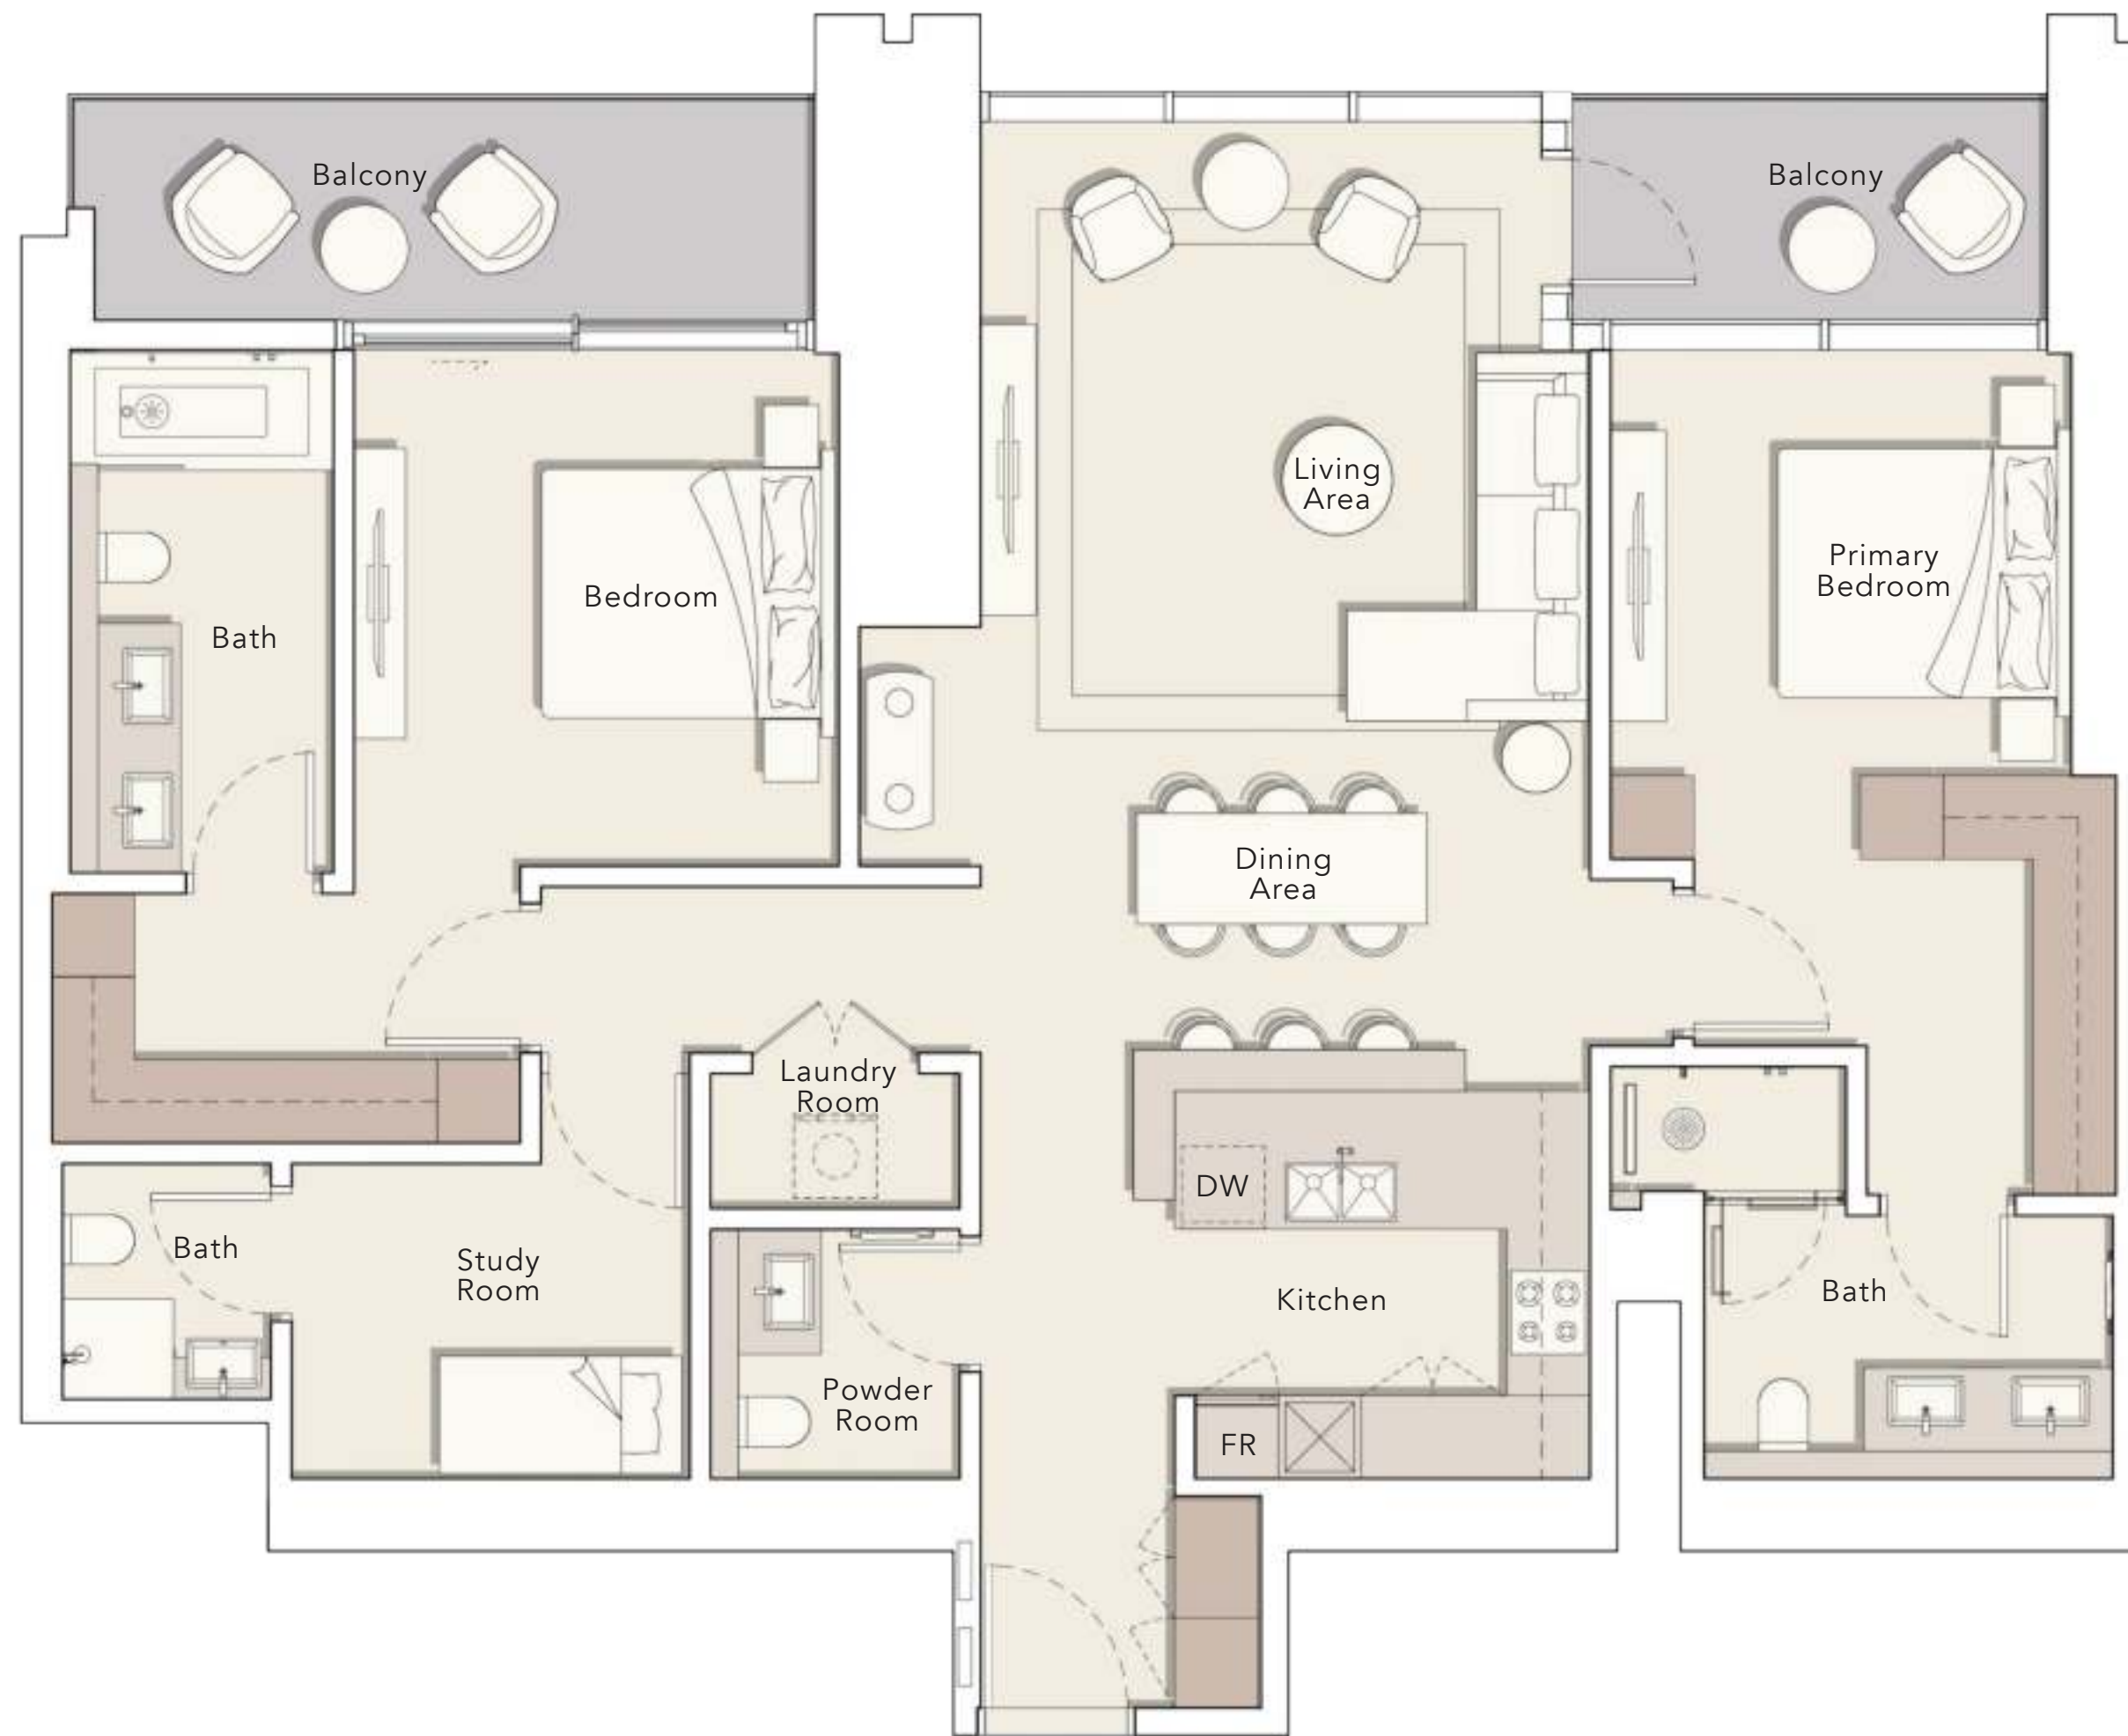 Balcony
Balcony
Living
Area
Primary
Bedroom
Bedroom
Bath
Dining
Area
Laundry
Room
DW
Bath
Study
Room
Kitchen
Bath
Powder
Room
FR